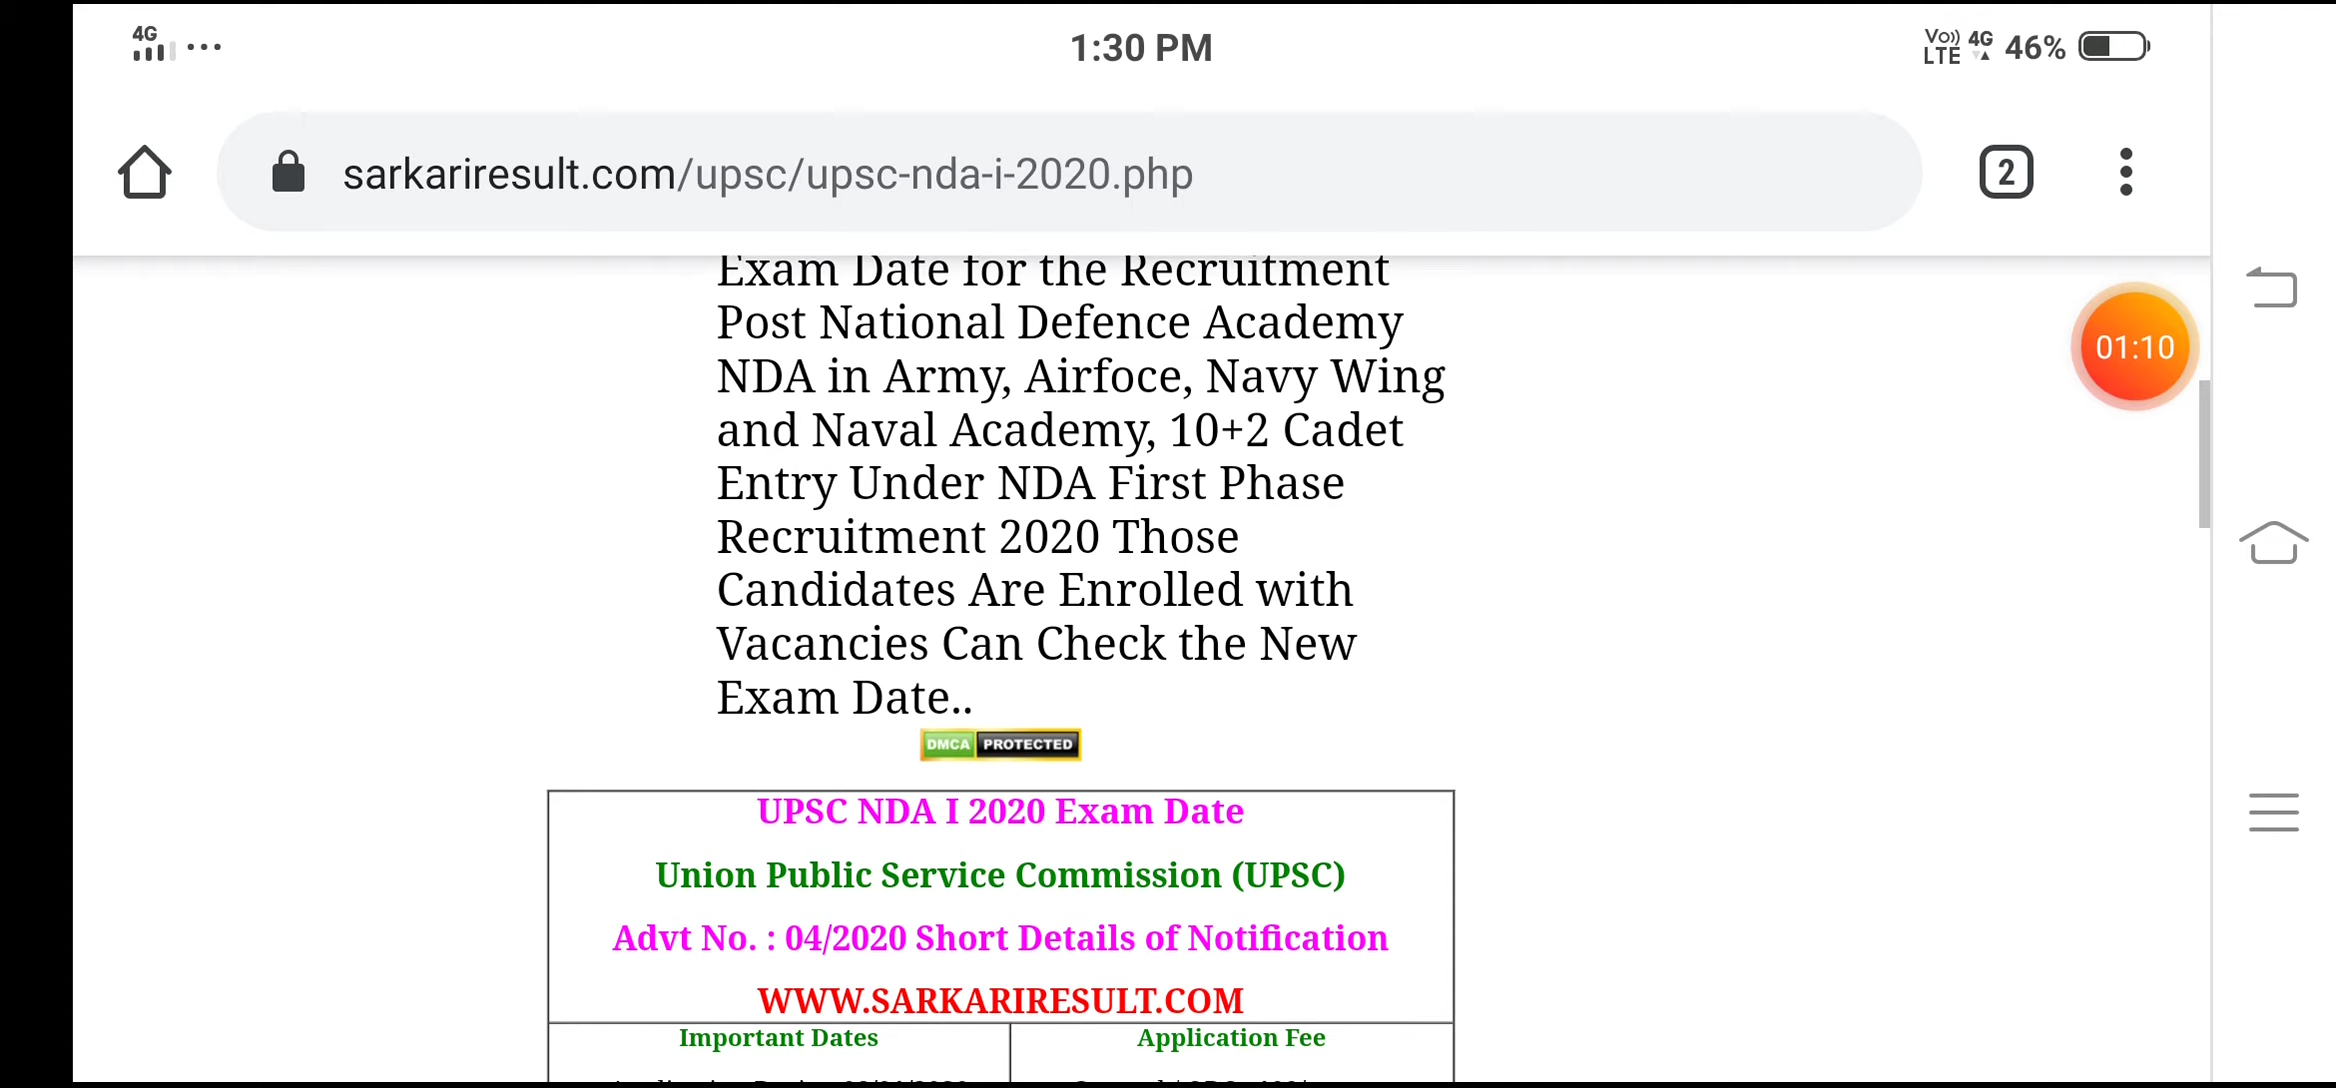 4G
1:30 PM
Vo)) LTE 4G 46%
sarkariresult.com/upsc/upsc-nda-i-2020.php
2
Exam Date for the Recruitment
Post National Defence Academy
NDA in Army, Airfoce, Navy Wing
and Naval Academy, 10+2 Cadet
Entry Under NDA First Phase
Recruitment 2020 Those
Candidates Are Enrolled with
Vacancies Can Check the New
Exam Date..
01:10
DMCA PROTECTED
UPSC NDA I 2020 Exam Date
Union Public Service Commission (UPSC)
Advt No. : 04/2020 Short Details of Notification
WWW.SARKARIRESULT.COM
Important Dates
Application Fee